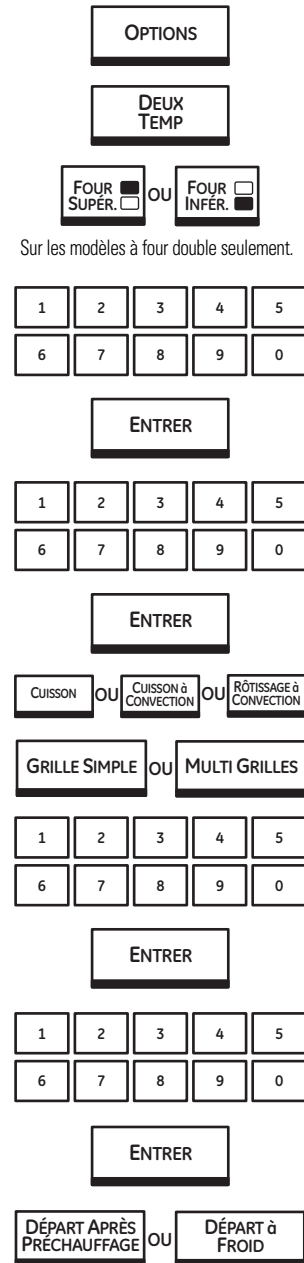 OPTIONS
DEUX
TEMP
FOUR
SUPÉR.
OU
FOUR
INFÉR.
Sur les modèles à four double seulement.
1 2 3 4 5
6 7 8 9 0
ENTRER
1 2 3 4 5
6 7 8 9 0
ENTRER
CUISSON OU CUISSON à
CONVECTION
OU RÔTISSAGE à
CONVECTION
GRILLE SIMPLE OU MULTI GRILLES
1 2 3 4 5
6 7 8 9 0
ENTRER
1 2 3 4 5
6 7 8 9 0
ENTRER
DÉPART APRÈS
PRÉCHAUFFAGE
OU
DÉPART à
FROID